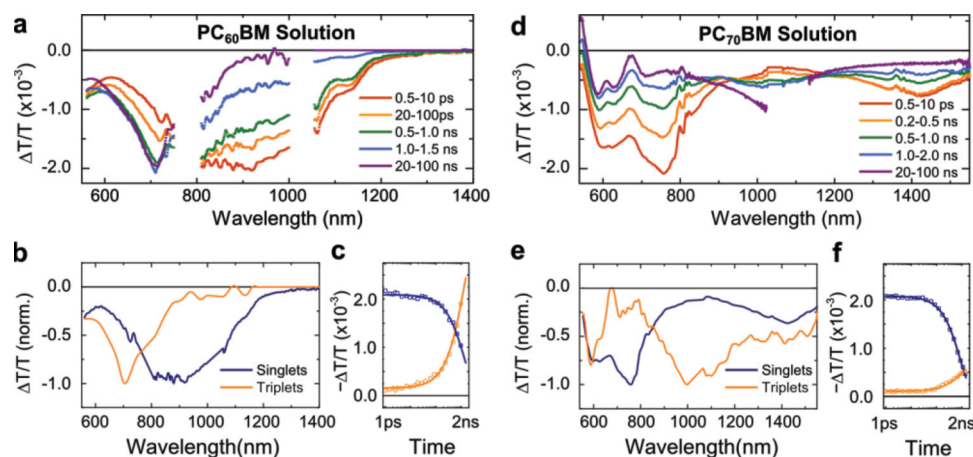 a
PC60BM Solution
ΔT/T (x10⁻³)
0.0
-1.0
-2.0
0.5-10 ps
20-100ps
0.5-1.0 ns
1.0-1.5 ns
20-100 ns
600 800 1000 1200 1400
Wavelength (nm)
d
PC70BM Solution
ΔT/T (x10⁻³)
0.0
-1.0
-2.0
0.5-10 ps
0.2-0.5 ns
0.5-1.0 ns
1.0-2.0 ns
20-100 ns
600 800 1000 1200 1400
Wavelength (nm)
b
ΔT/T (norm.)
0.0
-0.5
-1.0
Singlets
Triplets
600 800 1000 1200 1400
Wavelength(nm)
c
-ΔT/T (x10⁻³)
2.0
1.0
0.0
1ps 2ns
Time
e
ΔT/T (norm.)
0.0
-0.5
-1.0
Singlets
Triplets
600 800 1000 1200 1400
Wavelength(nm)
f
-ΔT/T (x10⁻³)
2.0
1.0
0.0
1ps 2ns
Time